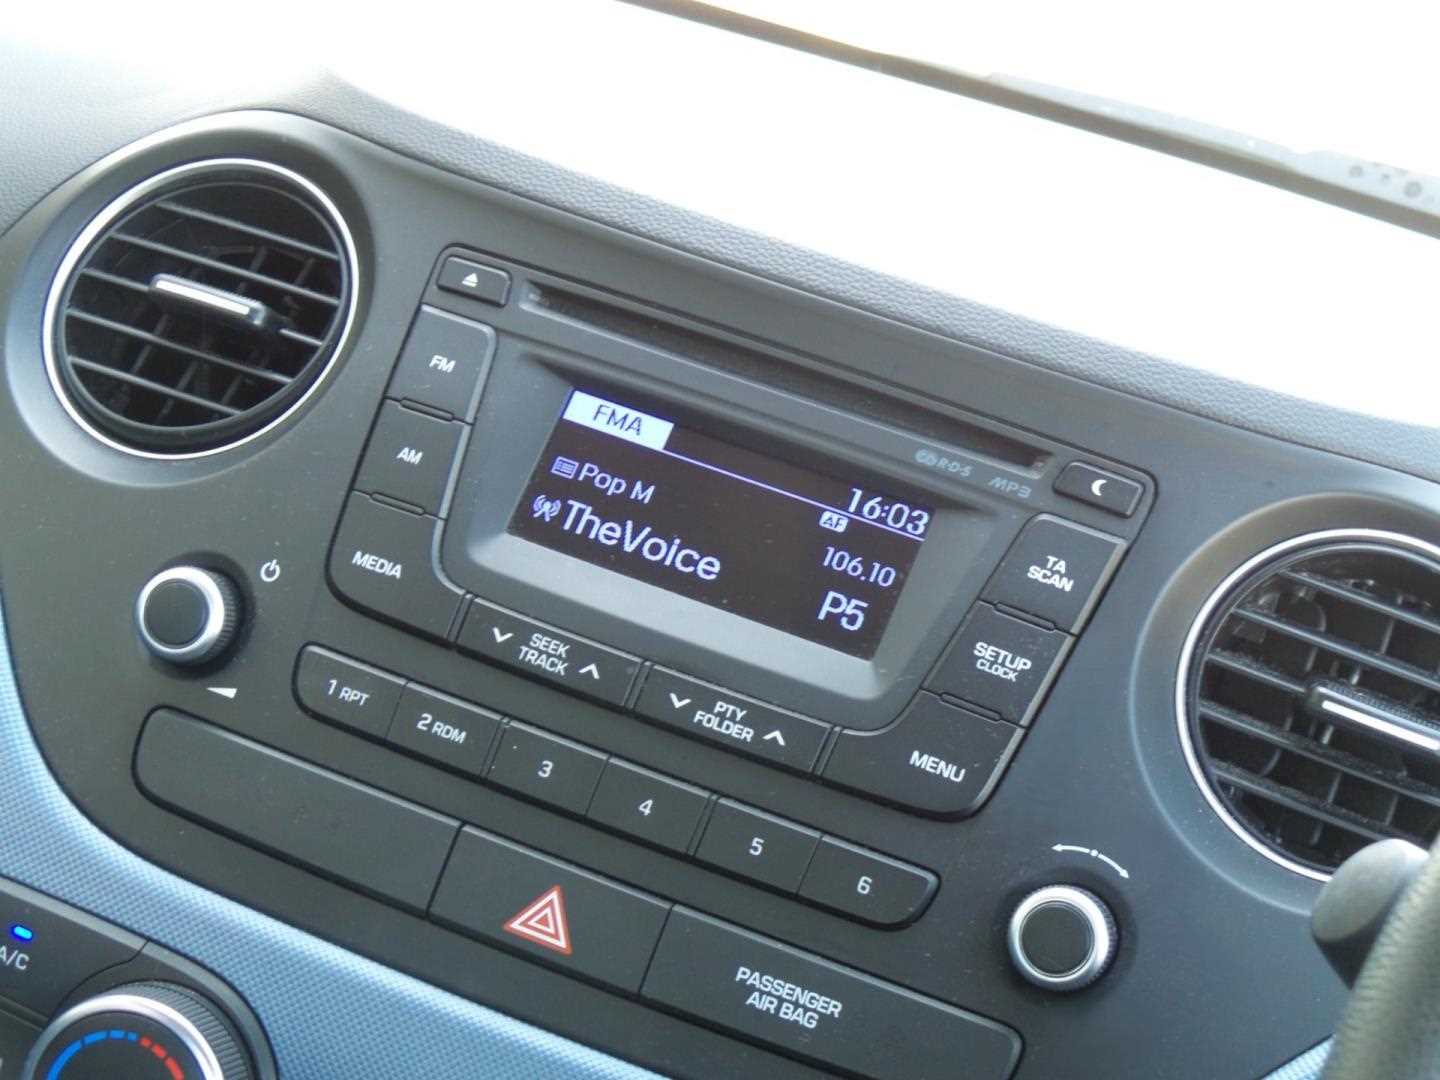 FM
AM
MEDIA
FMA
16:03
AF
Pop M
106.10
TheVoice
P5
R·D·S
MP3
TA
SCAN
SETUP
CLOCK
MENU
SEEK
TRACK
PTY
FOLDER
1 RPT
2 RDM
3
4
5
6
PASSENGER
AIR BAG
A/C